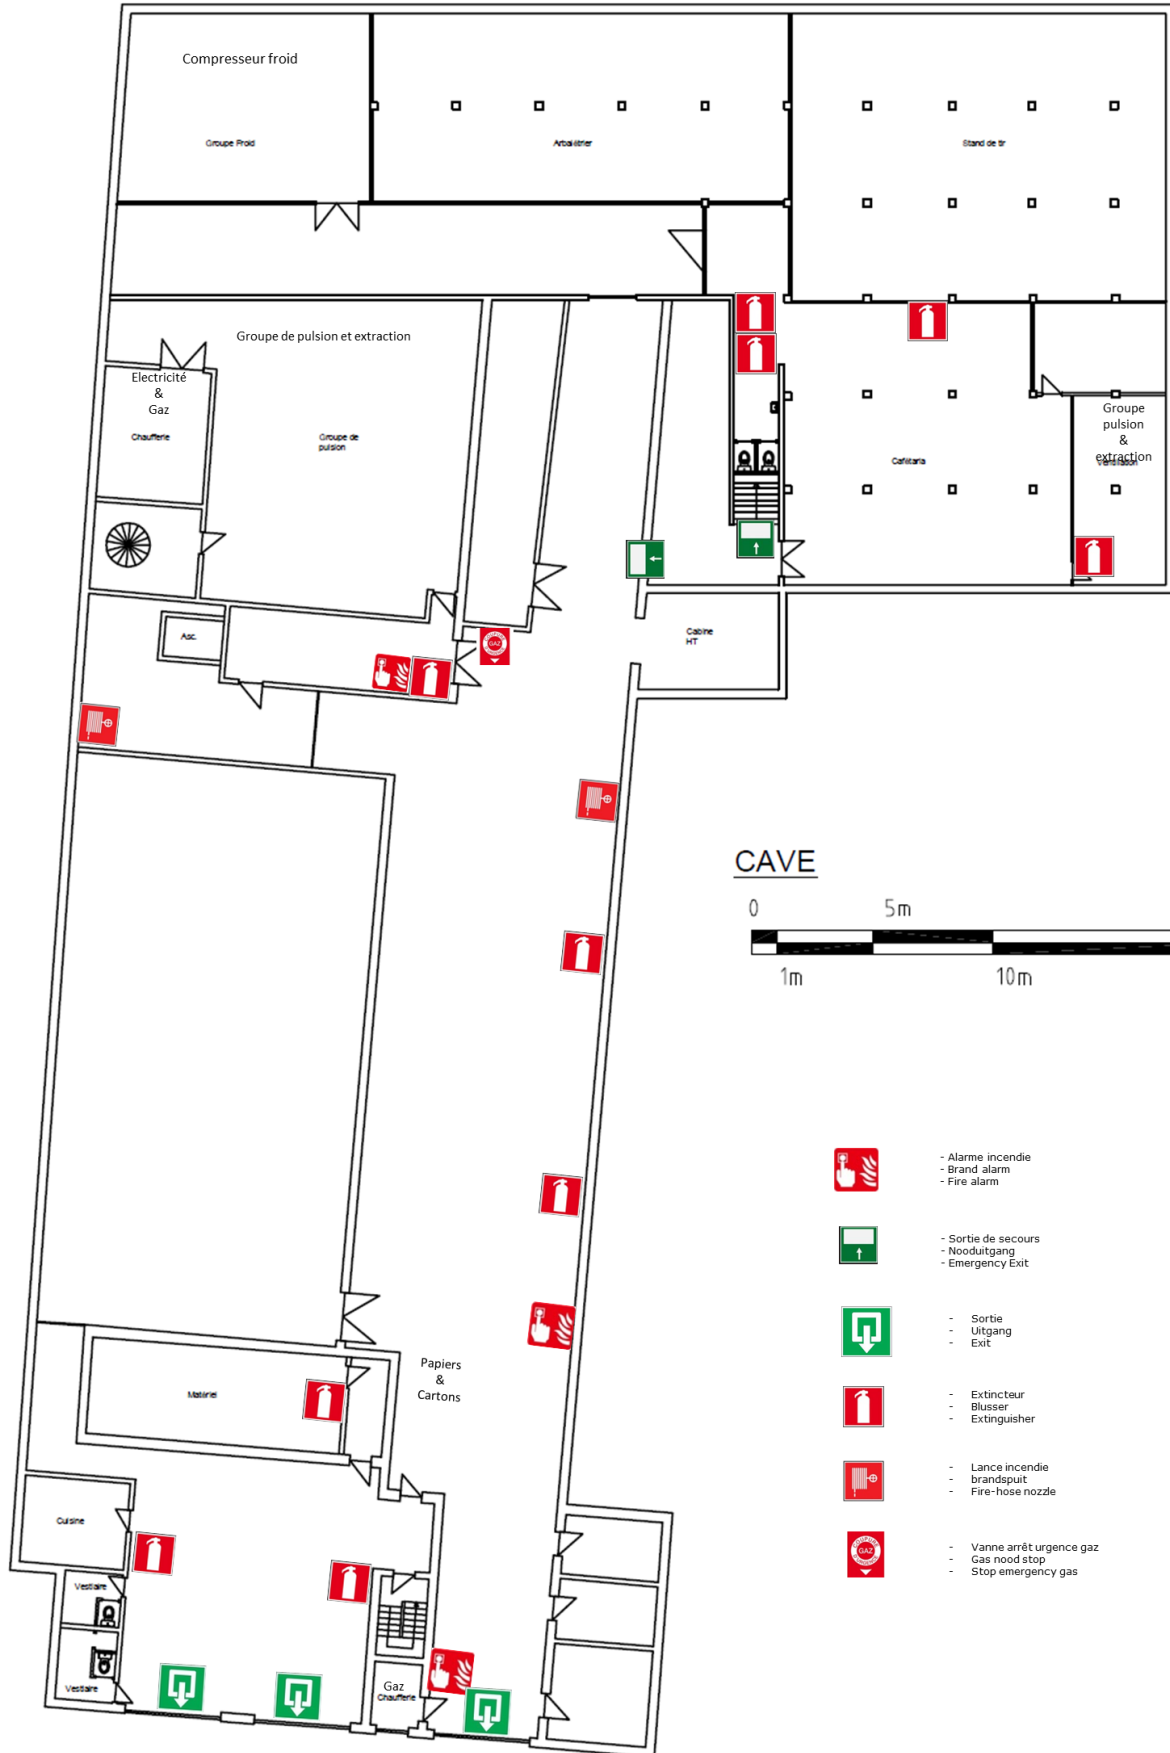 Compresseur froid
Groupe Froid
Arbalétrier
Stand de tir
Groupe de pulsion et extraction
Electricité
&
Gaz
Chaufferie
Groupe de
pulsion
Cafétaria
Groupe
pulsion
&
extraction
Ventilation
Asc.
GAZ
Cabine
HT
CAVE
0
5m
1m
10m
- Alarme incendie
- Brand alarm
- Fire alarm
- Sortie de secours
- Nooduitgang
- Emergency Exit
- Sortie
- Uitgang
- Exit
- Extincteur
- Blusser
- Extinguisher
- Lance incendie
- brandspuit
- Fire-hose nozzle
GAZ
- Vanne arrêt urgence gaz
- Gas nood stop
- Stop emergency gas
Papiers
&
Cartons
Matériel
Cuisine
Vestiaire
Vestiaire
Gaz
Chaufferie